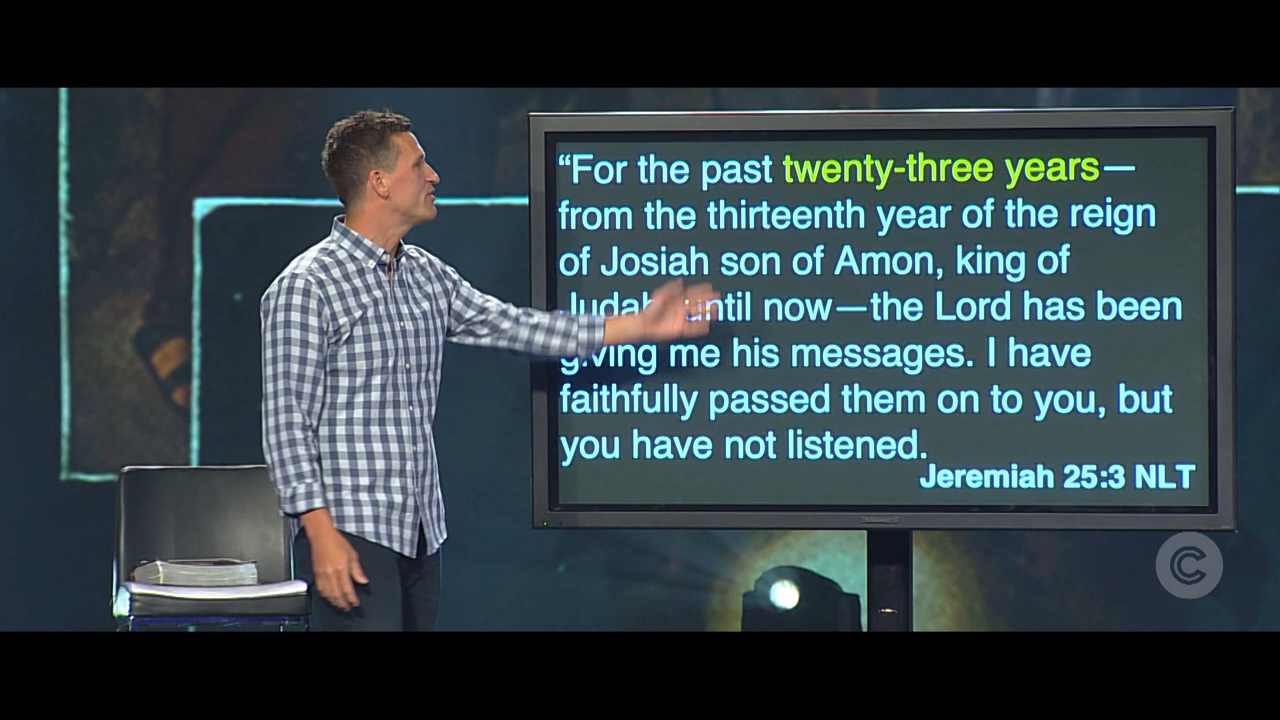 “For the past twenty-three years—
from the thirteenth year of the reign
of Josiah son of Amon, king of
Judah, until now—the Lord has been
giving me his messages. I have
faithfully passed them on to you, but
you have not listened.
Jeremiah 25:3 NLT
C